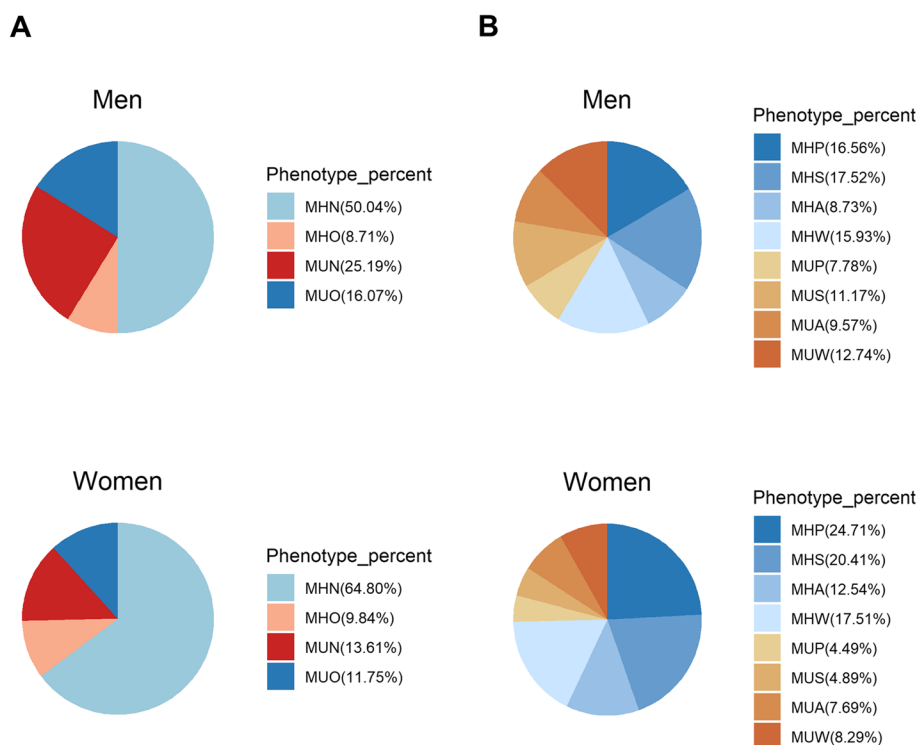 A
Men
Phenotype_percent
MHN(50.04%)
MHO(8.71%)
MUN(25.19%)
MUO(16.07%)
B
Men
Phenotype_percent
MHP(16.56%)
MHS(17.52%)
MHA(8.73%)
MHW(15.93%)
MUP(7.78%)
MUS(11.17%)
MUA(9.57%)
MUW(12.74%)
Women
Phenotype_percent
MHN(64.80%)
MHO(9.84%)
MUN(13.61%)
MUO(11.75%)
Women
Phenotype_percent
MHP(24.71%)
MHS(20.41%)
MHA(12.54%)
MHW(17.51%)
MUP(4.49%)
MUS(4.89%)
MUA(7.69%)
MUW(8.29%)